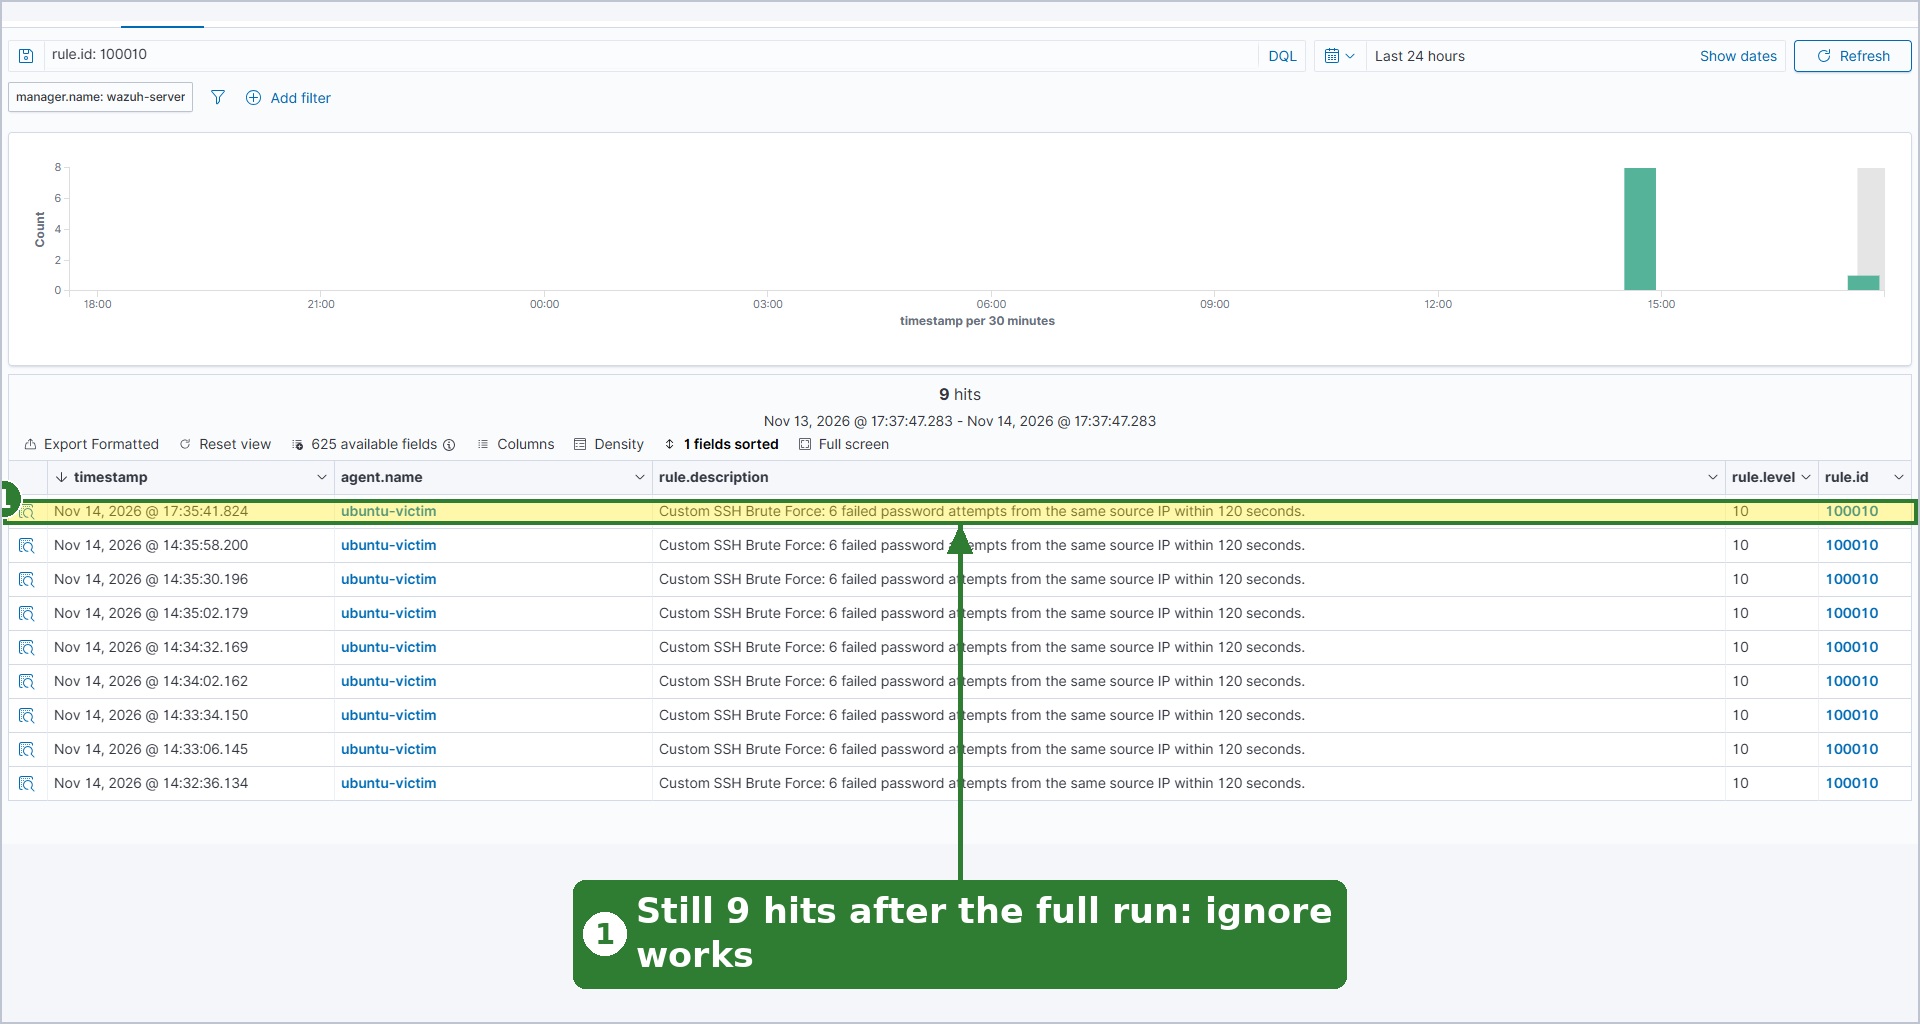 rule.id: 100010
DQL
Last 24 hours
Show dates
Refresh
manager.name: wazuh-server
Add filter
Count
8
6
4
2
0
18:00 21:00 00:00 03:00 06:00 09:00 12:00 15:00
timestamp per 30 minutes
9 hits
Nov 13, 2026 @ 17:37:47.283 - Nov 14, 2026 @ 17:37:47.283
Export Formatted Reset view 625 available fields Columns Density 1 fields sorted Full screen
timestamp agent.name rule.description rule.level rule.id
1
Nov 14, 2026 @ 17:35:41.824 ubuntu-victim Custom SSH Brute Force: 6 failed password attempts from the same source IP within 120 seconds. 10 100010
Nov 14, 2026 @ 14:35:58.200 ubuntu-victim Custom SSH Brute Force: 6 failed password attempts from the same source IP within 120 seconds. 10 100010
Nov 14, 2026 @ 14:35:30.196 ubuntu-victim Custom SSH Brute Force: 6 failed password attempts from the same source IP within 120 seconds. 10 100010
Nov 14, 2026 @ 14:35:02.179 ubuntu-victim Custom SSH Brute Force: 6 failed password attempts from the same source IP within 120 seconds. 10 100010
Nov 14, 2026 @ 14:34:32.169 ubuntu-victim Custom SSH Brute Force: 6 failed password attempts from the same source IP within 120 seconds. 10 100010
Nov 14, 2026 @ 14:34:02.162 ubuntu-victim Custom SSH Brute Force: 6 failed password attempts from the same source IP within 120 seconds. 10 100010
Nov 14, 2026 @ 14:33:34.150 ubuntu-victim Custom SSH Brute Force: 6 failed password attempts from the same source IP within 120 seconds. 10 100010
Nov 14, 2026 @ 14:33:06.145 ubuntu-victim Custom SSH Brute Force: 6 failed password attempts from the same source IP within 120 seconds. 10 100010
Nov 14, 2026 @ 14:32:36.134 ubuntu-victim Custom SSH Brute Force: 6 failed password attempts from the same source IP within 120 seconds. 10 100010
1 Still 9 hits after the full run: ignore
works